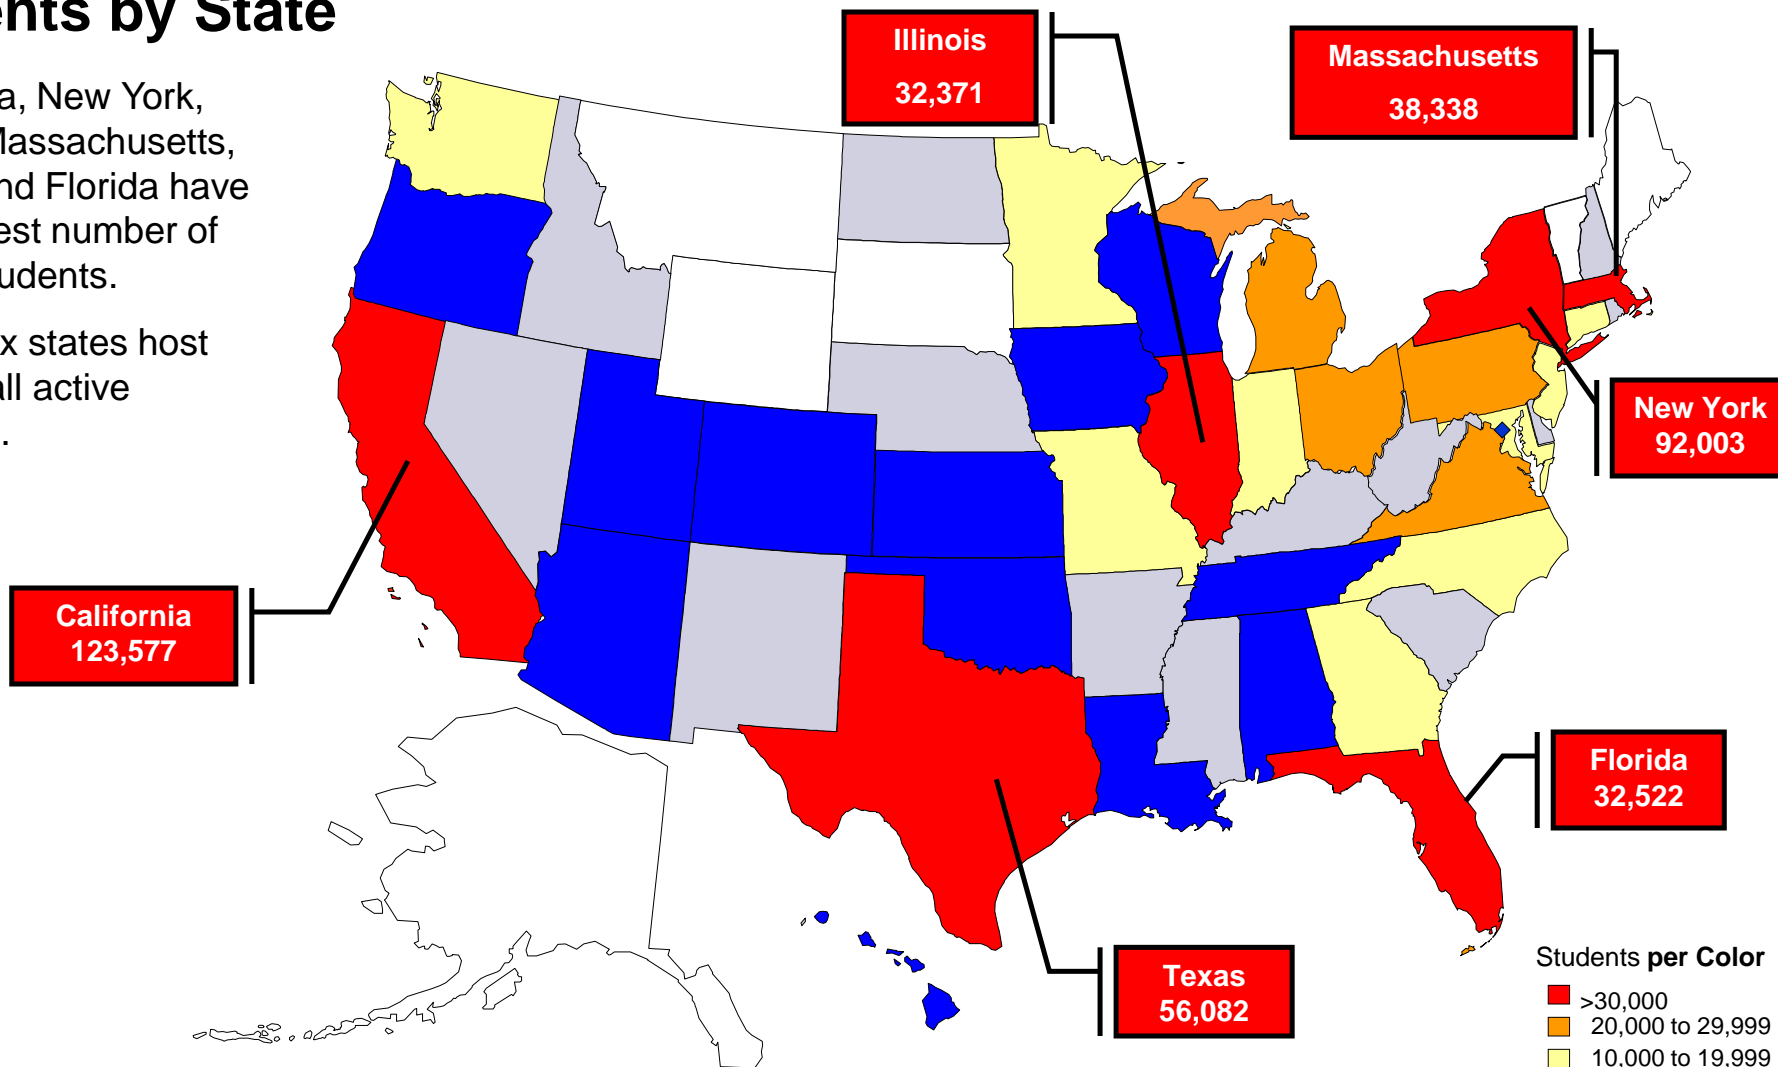 ents by State
a, New York,
Massachusetts,
nd Florida have
est number of
udents.
x states host
all active
.
Illinois
32,371
Massachusetts
38,338
New York
92,003
California
123,577
Florida
32,522
Texas
56,082
Students per Color
>30,000
20,000 to 29,999
10,000 to 19,999